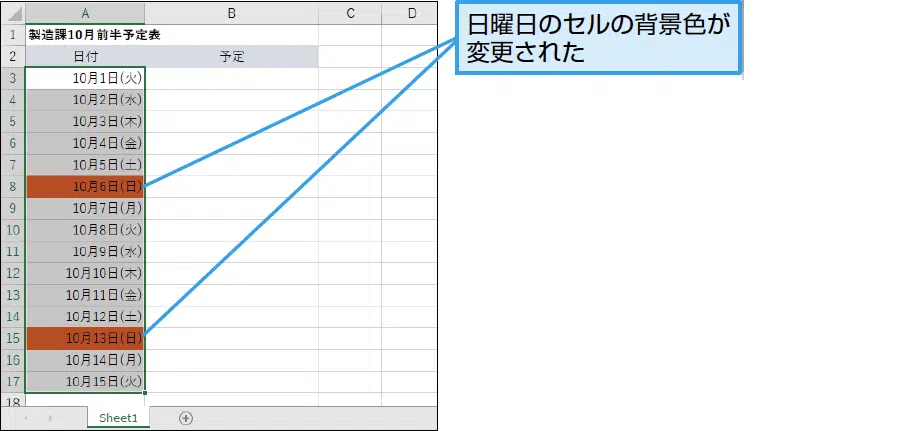 日曜日のセルの背景色が
変更された
A B C D
1 製造課10月前半予定表
2 日付 予定
3 10月1日(火)
4 10月2日(水)
5 10月3日(木)
6 10月4日(金)
7 10月5日(土)
8 10月6日(日)
9 10月7日(月)
10 10月8日(火)
11 10月9日(水)
12 10月10日(木)
13 10月11日(金)
14 10月12日(土)
15 10月13日(日)
16 10月14日(月)
17 10月15日(火)
18
Sheet1